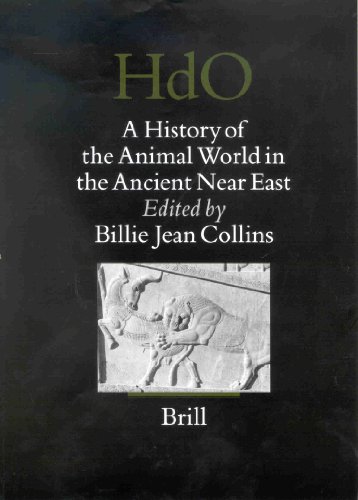 HdO
A History of
the Animal World in
the Ancient Near East
Edited by
Billie Jean Collins
Brill